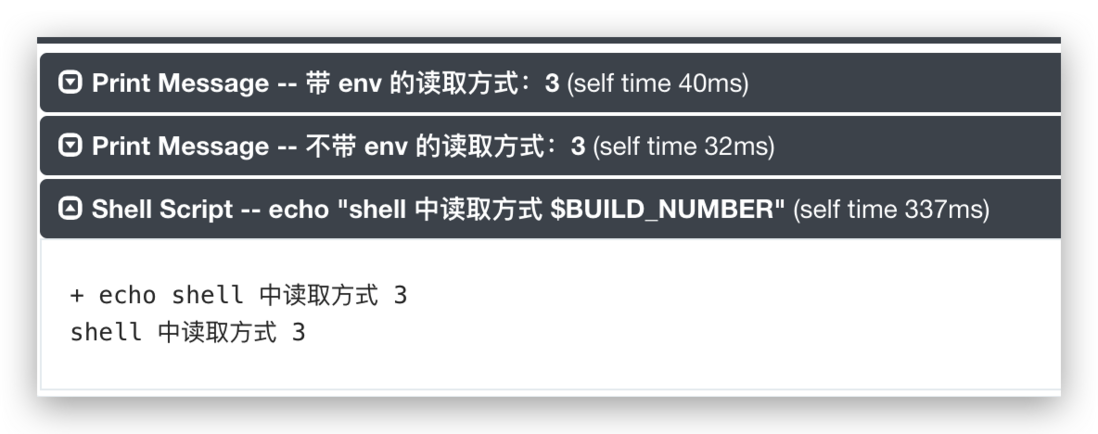 Print Message -- 带 env 的读取方式：3 (self time 40ms)
Print Message -- 不带 env 的读取方式：3 (self time 32ms)
Shell Script -- echo "shell 中读取方式 $BUILD_NUMBER" (self time 337ms)
+ echo shell 中读取方式 3
shell 中读取方式 3